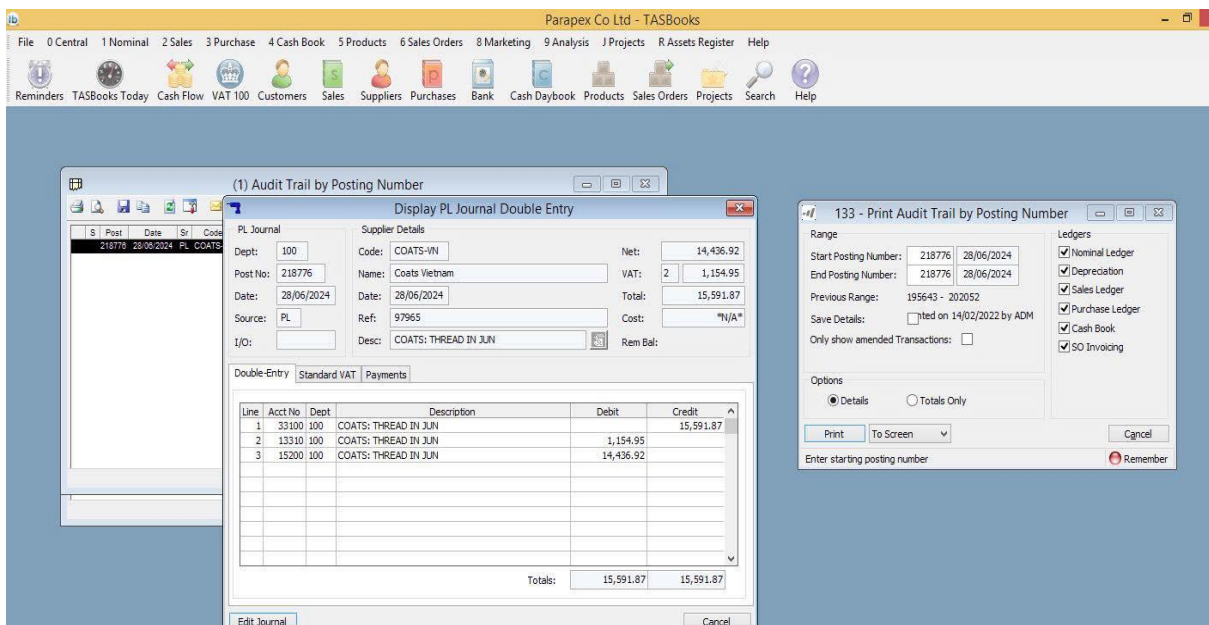 Parapex Co Ltd - TASBooks
File 0 Central 1 Nominal 2 Sales 3 Purchase 4 Cash Book 5 Products 6 Sales Orders 8 Marketing 9 Analysis J Projects R Assets Register Help
Reminders TASBooks Today Cash Flow VAT 100 Customers Sales Suppliers Purchases Bank Cash Daybook Products Sales Orders Projects Search Help
(1) Audit Trail by Posting Number
S Post Date Sr Code
218776 28/06/2024 PL COATS-
Display PL Journal Double Entry
PL Journal Supplier Details
Dept: 100 Code: COATS-VN Net: 14,436.92
Post No: 218776 Name: Coats Vietnam VAT: 2 1,154.95
Date: 28/06/2024 Date: 28/06/2024 Total: 15,591.87
Source: PL Ref: 97965 Cost: *N/A*
I/O: Desc: COATS: THREAD IN JUN Rem Bal:
Double-Entry Standard VAT Payments
Line Acct No Dept Description Debit Credit
1 33100 100 COATS: THREAD IN JUN 15,591.87
2 13310 100 COATS: THREAD IN JUN 1,154.95
3 15200 100 COATS: THREAD IN JUN 14,436.92
Totals: 15,591.87 15,591.87
Edit Journal Cancel
133 - Print Audit Trail by Posting Number
Range Ledgers
Start Posting Number: 218776 28/06/2024 Nominal Ledger
End Posting Number: 218776 28/06/2024 Depreciation
Previous Range: 195643 - 202052 Sales Ledger
Save Details: nted on 14/02/2022 by ADM Purchase Ledger
Only show amended Transactions: Cash Book
SO Invoicing
Options
Details Totals Only
Print To Screen Cancel
Enter starting posting number Remember